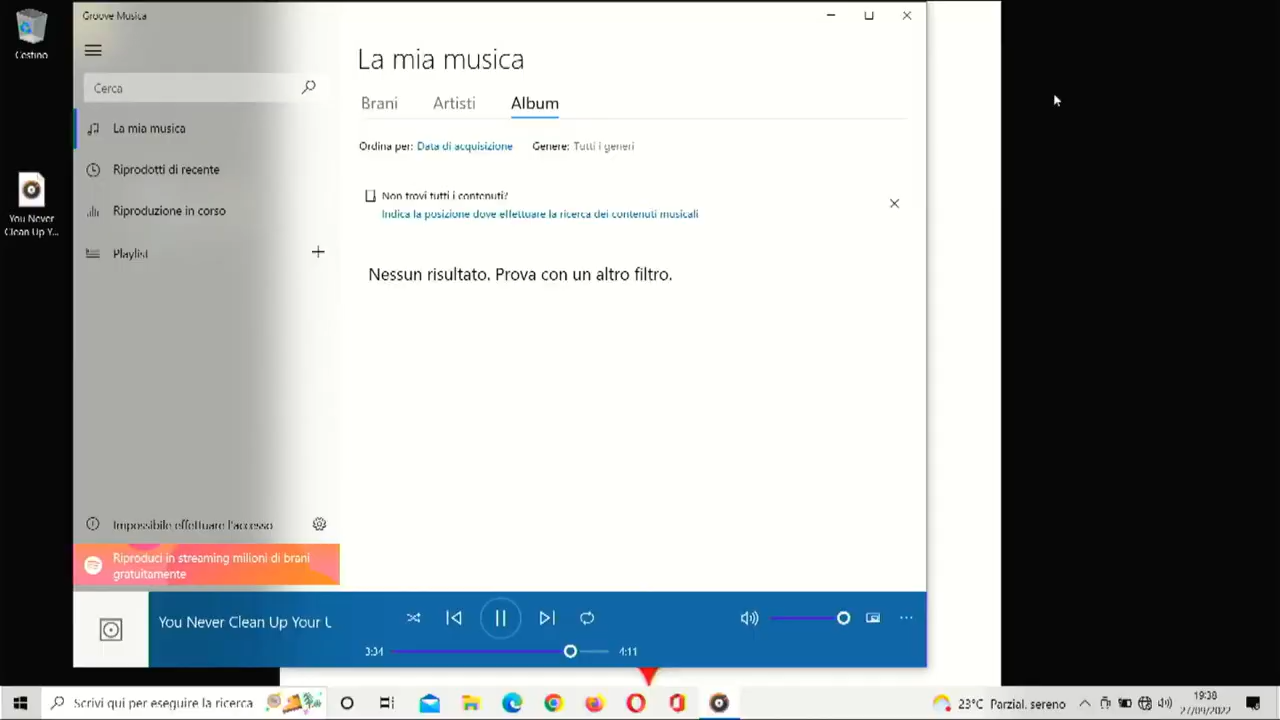 Groove Musica
Cestino
You Never
Clean Up Y...
Cerca
La mia musica
Riprodotti di recente
Riproduzione in corso
Playlist
Impossibile effettuare l'accesso
Riproduci in streaming milioni di brani
gratuitamente
La mia musica
Brani Artisti Album
Ordina per: Data di acquisizione Genere: Tutti i generi
Non trovi tutti i contenuti?
Indica la posizione dove effettuare la ricerca dei contenuti musicali
Nessun risultato. Prova con un altro filtro.
You Never Clean Up Your
3:34 4:11
Scrivi qui per eseguire la ricerca
23°C Parzial. sereno
19:38
27/09/2022